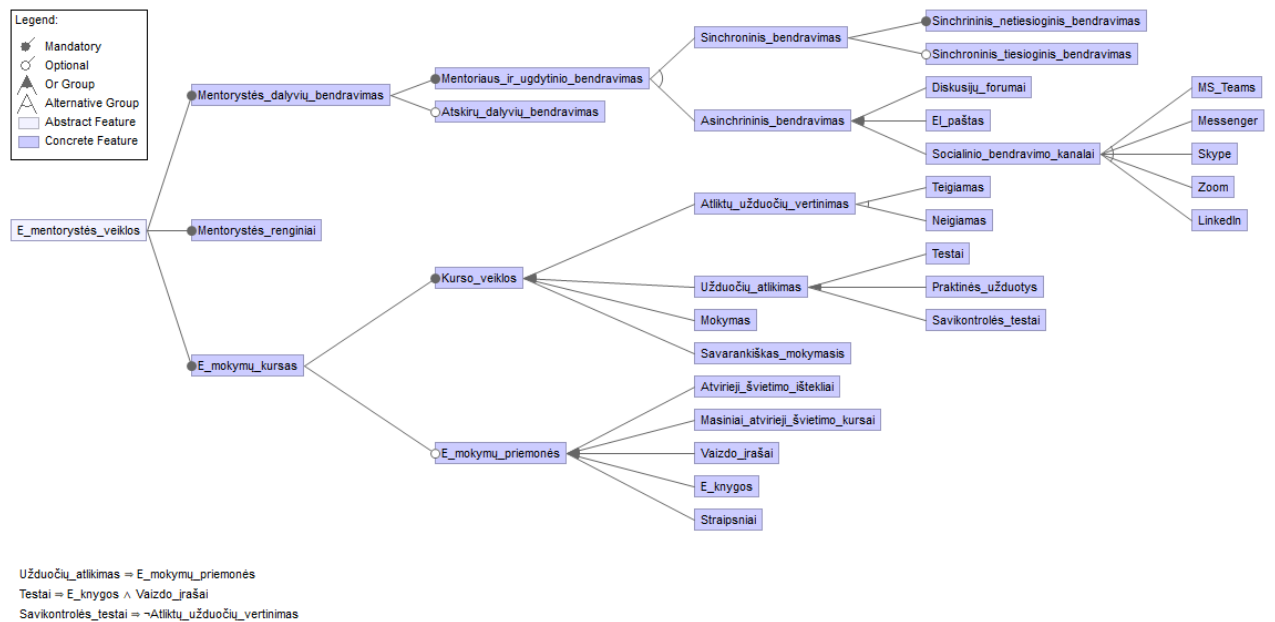 Legend:
Mandatory
Optional
Or Group
Alternative Group
Abstract Feature
Concrete Feature
E_mentorystės_veiklos
Mentorystės_dalyvių_bendravimas
Mentoriaus_ir_ugdytinio_bendravimas
Sinchroninis_bendravimas
Sinchrininis_netiesioginis_bendravimas
Sinchroninis_tiesioginis_bendravimas
Asinchrininis_bendravimas
Diskusijų_forumai
El_paštas
Socialinio_bendravimo_kanalai
MS_Teams
Messenger
Skype
Zoom
LinkedIn
Atskirų_dalyvių_bendravimas
Mentorystės_renginiai
E_mokymų_kursas
Kurso_veiklos
Atliktų_užduočių_vertinimas
Teigiamas
Neigiamas
Užduočių_atlikimas
Testai
Praktinės_užduotys
Savikontrolės_testai
Mokymas
Savarankiškas_mokymasis
E_mokymų_priemonės
Atvirieji_švietimo_ištekliai
Masiniai_atvirieji_švietimo_kursai
Vaizdo_įrašai
E_knygos
Straipsniai
Užduočių_atlikimas ⇒ E_mokymų_priemonės
Testai ⇒ E_knygos ∧ Vaizdo_įrašai
Savikontrolės_testai ⇒ ¬Atliktų_užduočių_vertinimas